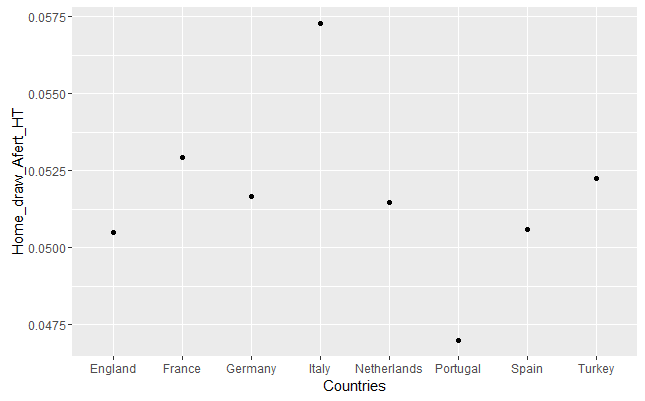 Home_draw_Afert_HT
0.0575
0.0550
0.0525
0.0500
0.0475
England France Germany Italy Netherlands Portugal Spain Turkey
Countries